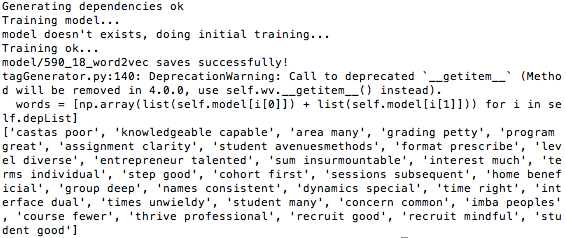 Generating dependencies ok
Training model...
model doesn't exists, doing initial training...
Training ok...
model/590_18_word2vec saves successfully!
tagGenerator.py:140: DeprecationWarning: Call to deprecated `__getitem__` (Metho
d will be removed in 4.0.0, use self.wv.__getitem__() instead).
  words = [np.array(list(self.model[i[0]]) + list(self.model[i[1]])) for i in se
lf.depList]
['castas poor', 'knowledgeable capable', 'area many', 'grading petty', 'program
great', 'assignment clarity', 'student avenuesmethods', 'format prescribe', 'lev
el diverse', 'entrepreneur talented', 'sum insurmountable', 'interest much', 'te
rms individual', 'step good', 'cohort first', 'sessions subsequent', 'home benef
icial', 'group deep', 'names consistent', 'dynamics special', 'time right', 'int
erface dual', 'times unwieldy', 'student many', 'concern common', 'imba peoples'
, 'course fewer', 'thrive professional', 'recruit good', 'recruit mindful', 'stu
dent good']